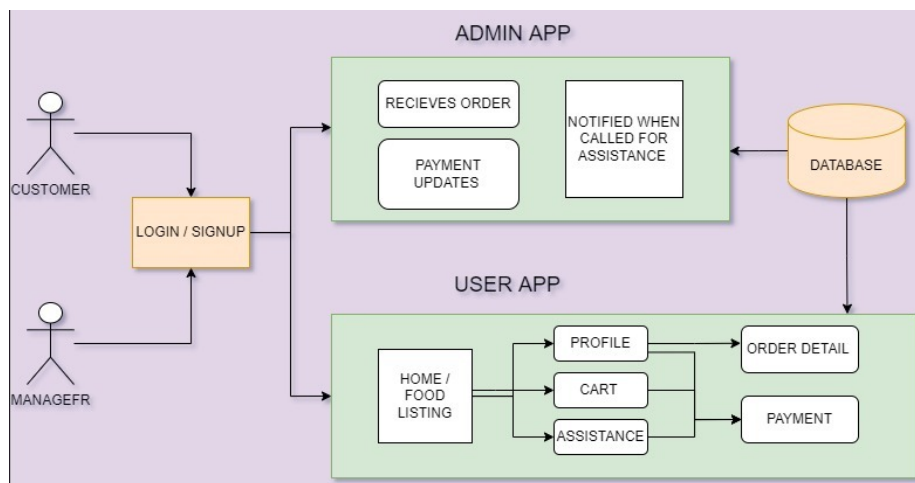 ADMIN APP
RECIEVES ORDER
NOTIFIED WHEN
CALLED FOR
ASSISTANCE
PAYMENT
UPDATES
DATABASE
CUSTOMER
LOGIN / SIGNUP
USER APP
MANAGEFR
HOME /
FOOD
LISTING
PROFILE
ORDER DETAIL
CART
PAYMENT
ASSISTANCE